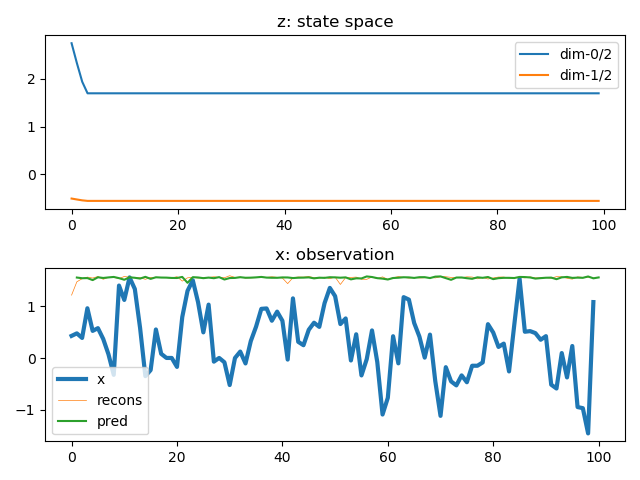 z: state space
dim-0/2
dim-1/2
2
1
0
0 20 40 60 80 100
x: observation
1
0
−1
x
recons
pred
0 20 40 60 80 100